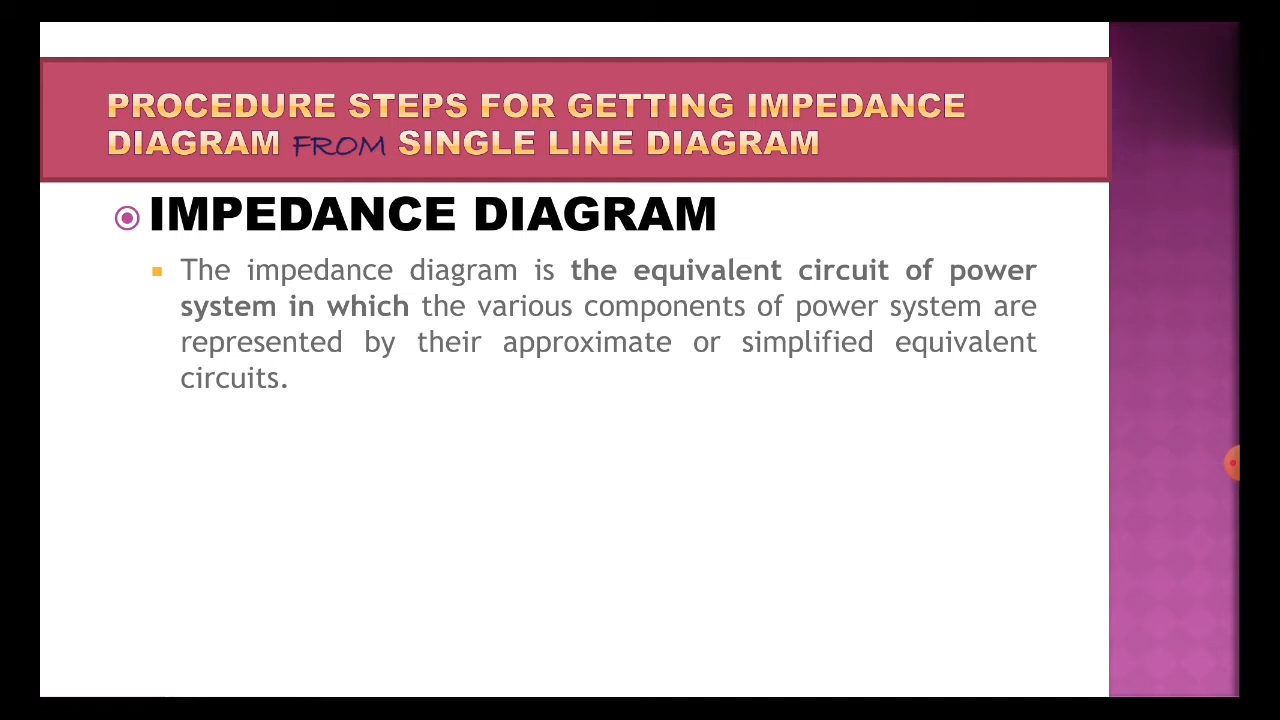 PROCEDURE STEPS FOR GETTING IMPEDANCE
DIAGRAM FROM SINGLE LINE DIAGRAM
IMPEDANCE DIAGRAM
The impedance diagram is the equivalent circuit of power
system in which the various components of power system are
represented by their approximate or simplified equivalent
circuits.